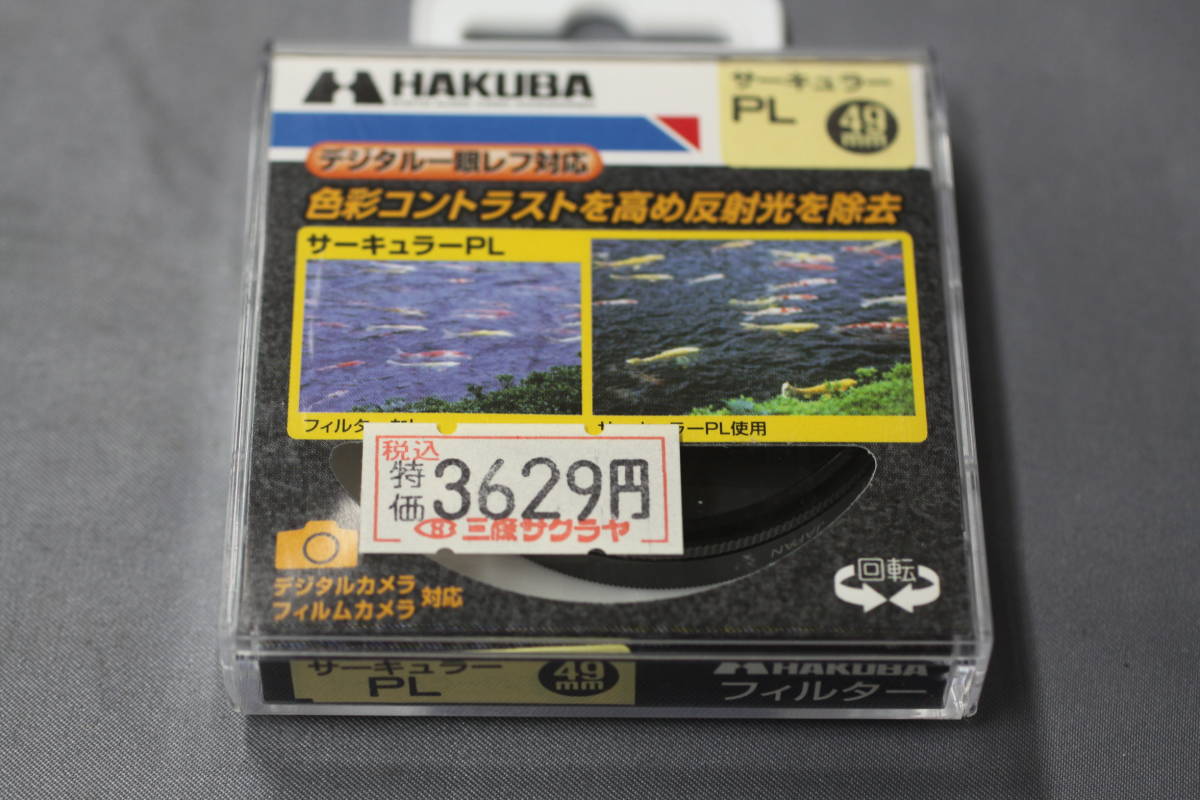 HAKUBA
サーキュラー
PL
49
mm
デジタル一眼レフ対応
色彩コントラストを高め反射光を除去
サーキュラーPL
サーキュラーPL使用
税込
特価
3629円
三條サクラヤ
JAPAN
デジタルカメラ
フィルムカメラ
対応
回転
サーキュラー
PL
49
mm
HAKUBA
フィルター